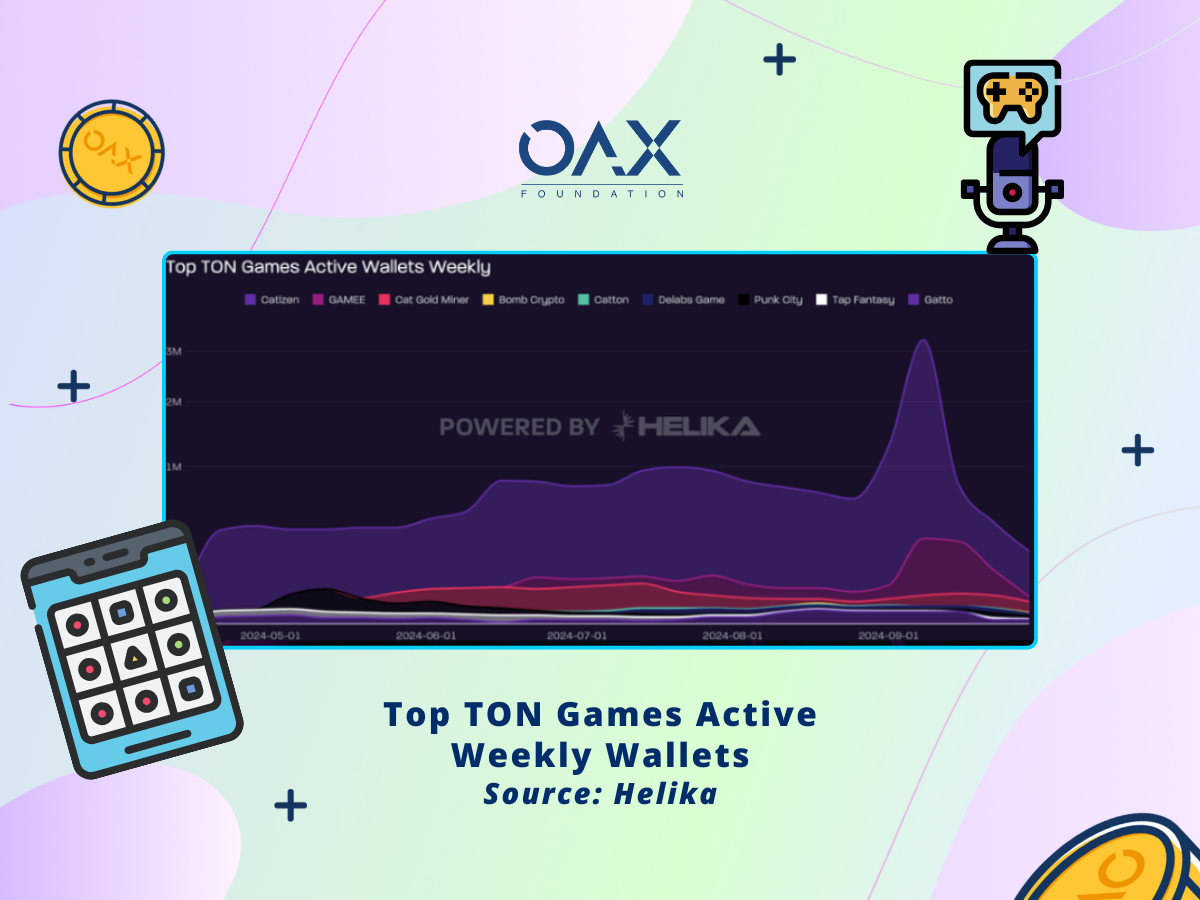 OAX
OAX
FOUNDATION
Top TON Games Active Wallets Weekly
Catizen GAMEE Cat Gold Miner Bomb Crypto Catton Delabs Game Punk City Tap Fantasy Gatto
3M
2M
POWERED BY HELIKA
1M
2024-05-01 2024-06-01 2024-07-01 2024-08-01 2024-09-01
Top TON Games Active
Weekly Wallets
Source: Helika